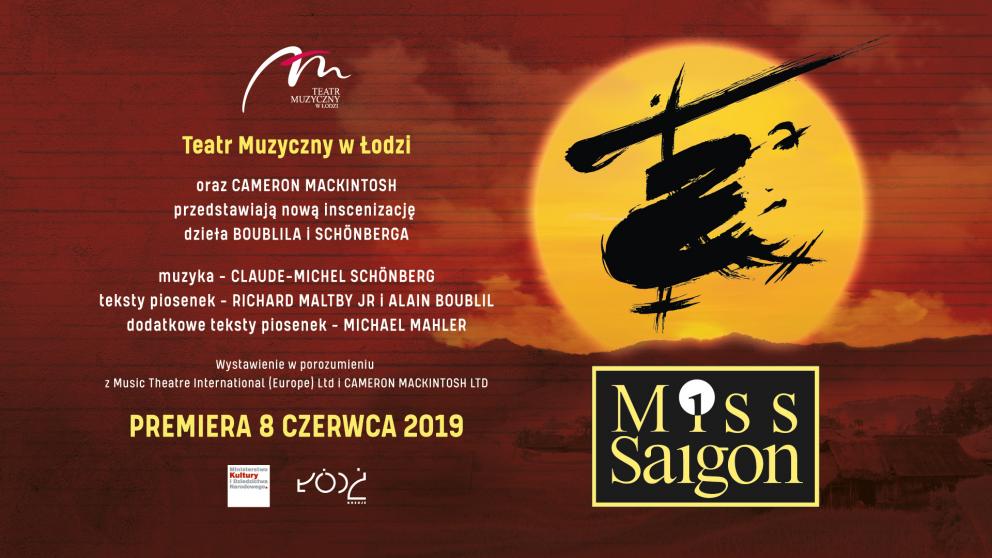 TEATR
MUZYCZNY
W ŁODZI
Teatr Muzyczny w Łodzi
oraz CAMERON MACKINTOSH
przedstawiają nową inscenizację
dzieła BOUBLILA i SCHÖNBERGA
muzyka - CLAUDE-MICHEL SCHÖNBERG
teksty piosenek - RICHARD MALTBY JR i ALAIN BOUBLIL
dodatkowe teksty piosenek - MICHAEL MAHLER
Wystawienie w porozumieniu
z Music Theatre International (Europe) Ltd i CAMERON MACKINTOSH LTD
PREMIERA 8 CZERWCA 2019
Ministerstwo
Kultury
i Dziedzictwa
Narodowego.
ŁÓDŹ
KREUJE
Miss
Saigon